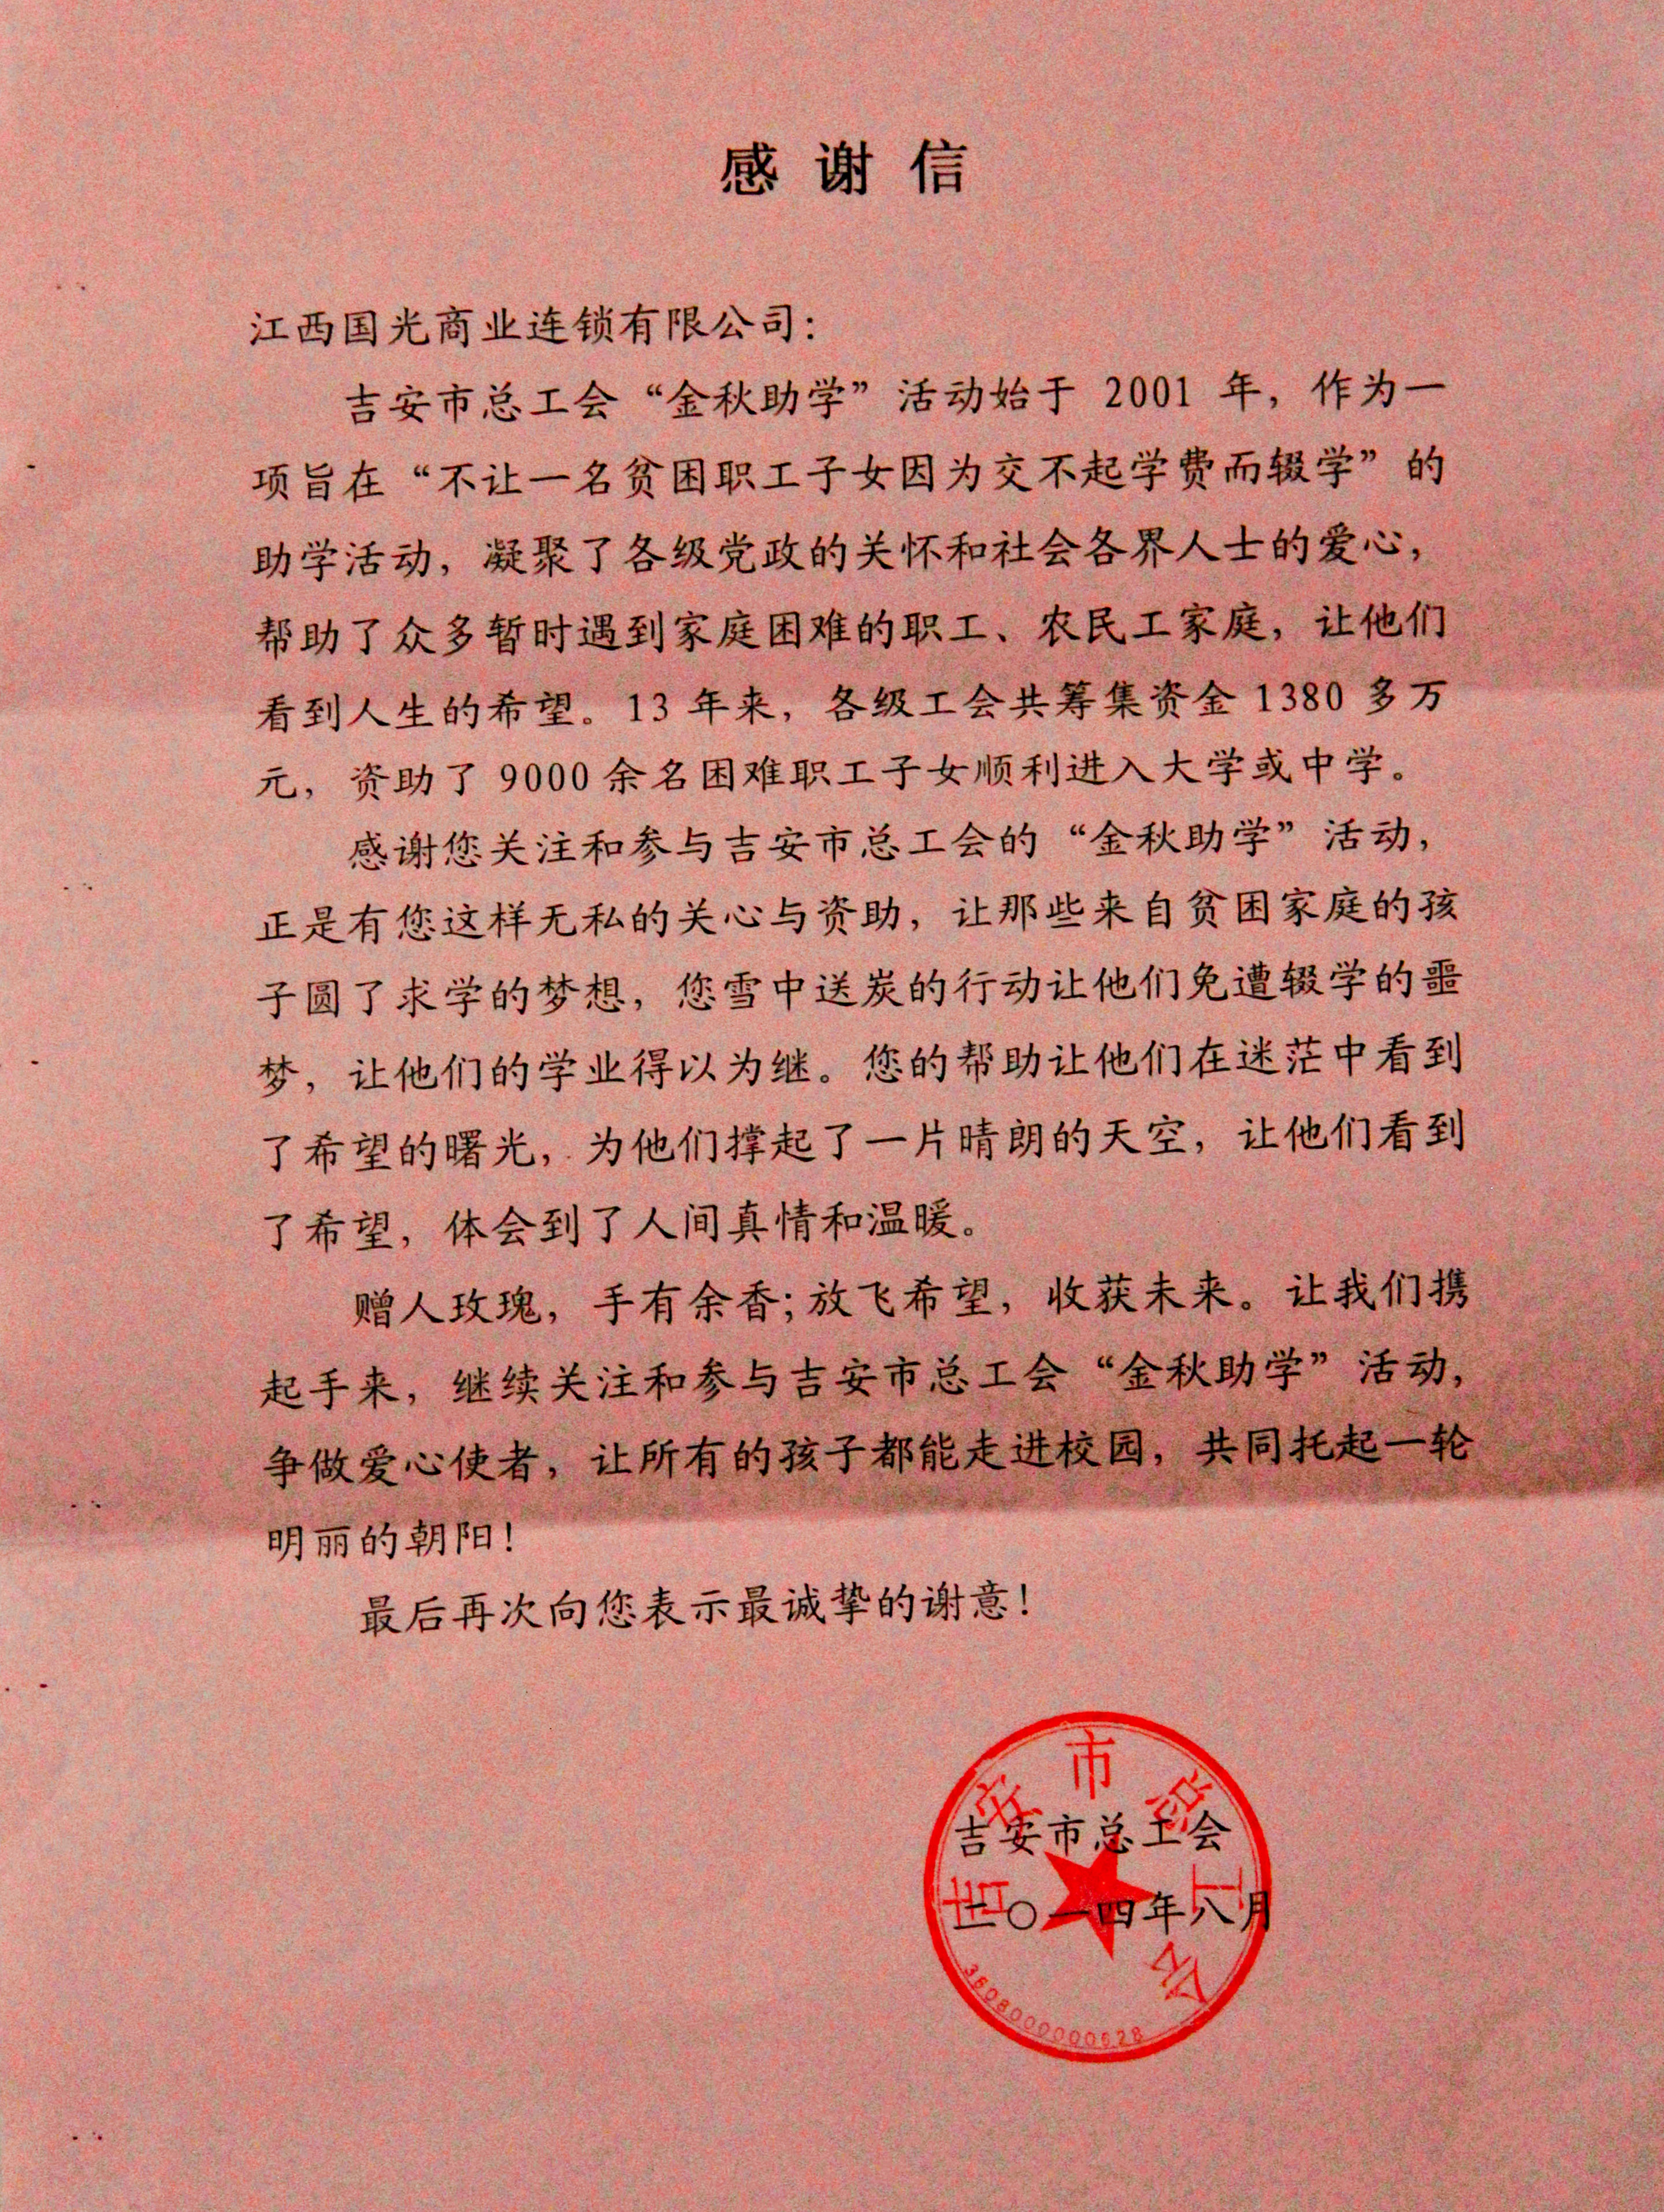 感谢信
江西国光商业连锁有限公司：
吉安市总工会“金秋助学”活动始于 2001 年，作为一
项旨在“不让一名贫困职工子女因为交不起学费而辍学”的
助学活动，凝聚了各级党政的关怀和社会各界人士的爱心，
帮助了众多暂时遇到家庭困难的职工、农民工家庭，让他们
看到人生的希望。13 年来，各级工会共筹集资金 1380 多万
元，资助了 9000 余名困难职工子女顺利进入大学或中学。
感谢您关注和参与吉安市总工会的“金秋助学”活动，
正是有您这样无私的关心与资助，让那些来自贫困家庭的孩
子圆了求学的梦想，您雪中送炭的行动让他们免遭辍学的噩
梦，让他们的学业得以为继。您的帮助让他们在迷茫中看到
了希望的曙光，为他们撑起了一片晴朗的天空，让他们看到
了希望，体会到了人间真情和温暖。
赠人玫瑰，手有余香；放飞希望，收获未来。让我们携
起手来，继续关注和参与吉安市总工会“金秋助学”活动，
争做爱心使者，让所有的孩子都能走进校园，共同托起一轮
明丽的朝阳！
最后再次向您表示最诚挚的谢意！
吉安市总工会
吉安市总工会
二〇一四年八月
3608000000528